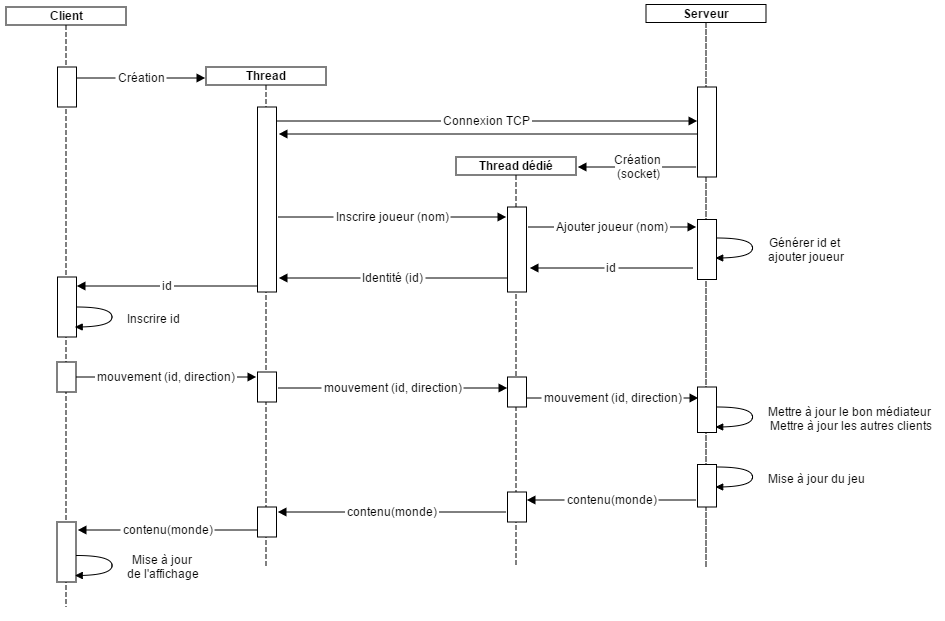 Client
Serveur
Création
Thread
Connexion TCP
Thread dédié
Création
(socket)
Inscrire joueur (nom)
Ajouter joueur (nom)
Générer id et
ajouter joueur
id
Identité (id)
id
Inscrire id
mouvement (id, direction)
mouvement (id, direction)
mouvement (id, direction)
Mettre à jour le bon médiateur
Mettre à jour les autres clients
Mise à jour du jeu
contenu(monde)
contenu(monde)
contenu(monde)
Mise à jour
de l'affichage